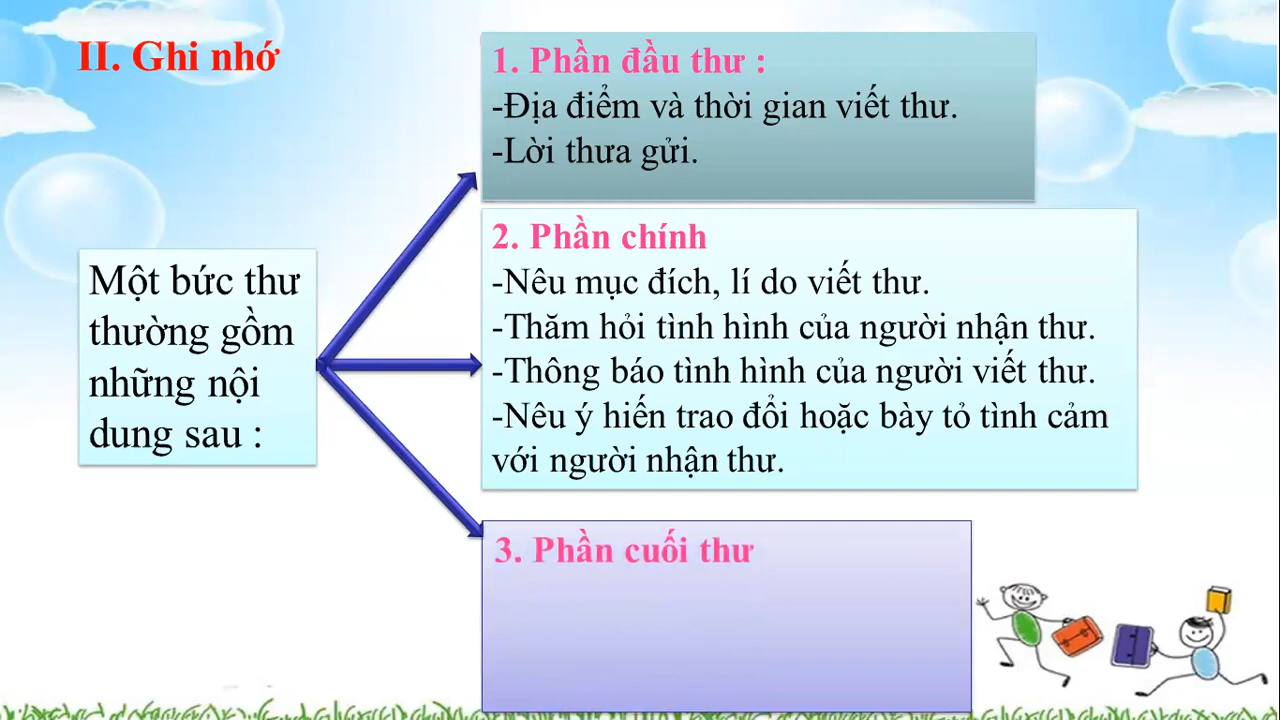 II. Ghi nhớ
Một bức thư
thường gồm
những nội
dung sau :
1. Phần đầu thư :
-Địa điểm và thời gian viết thư.
-Lời thưa gửi.
2. Phần chính
-Nêu mục đích, lí do viết thư.
-Thăm hỏi tình hình của người nhận thư.
-Thông báo tình hình của người viết thư.
-Nêu ý hiến trao đổi hoặc bày tỏ tình cảm
với người nhận thư.
3. Phần cuối thư